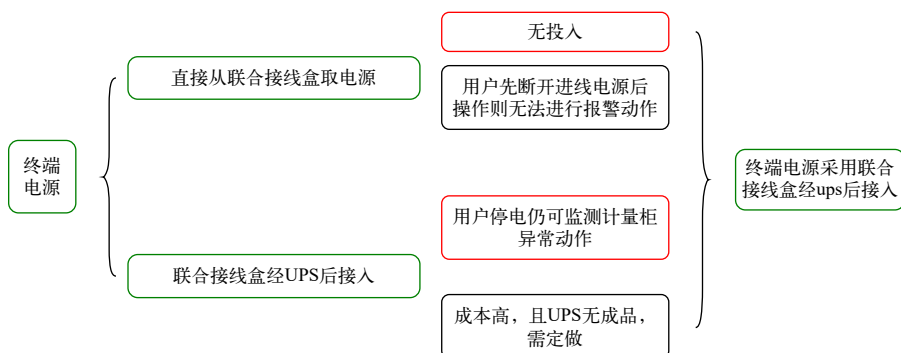 终端
电源
直接从联合接线盒取电源
无投入
用户先断开进线电源后
操作则无法进行报警动作
联合接线盒经UPS后接入
用户停电仍可监测计量柜
异常动作
成本高，且UPS无成品，
需定做
终端电源采用联合
接线盒经ups后接入